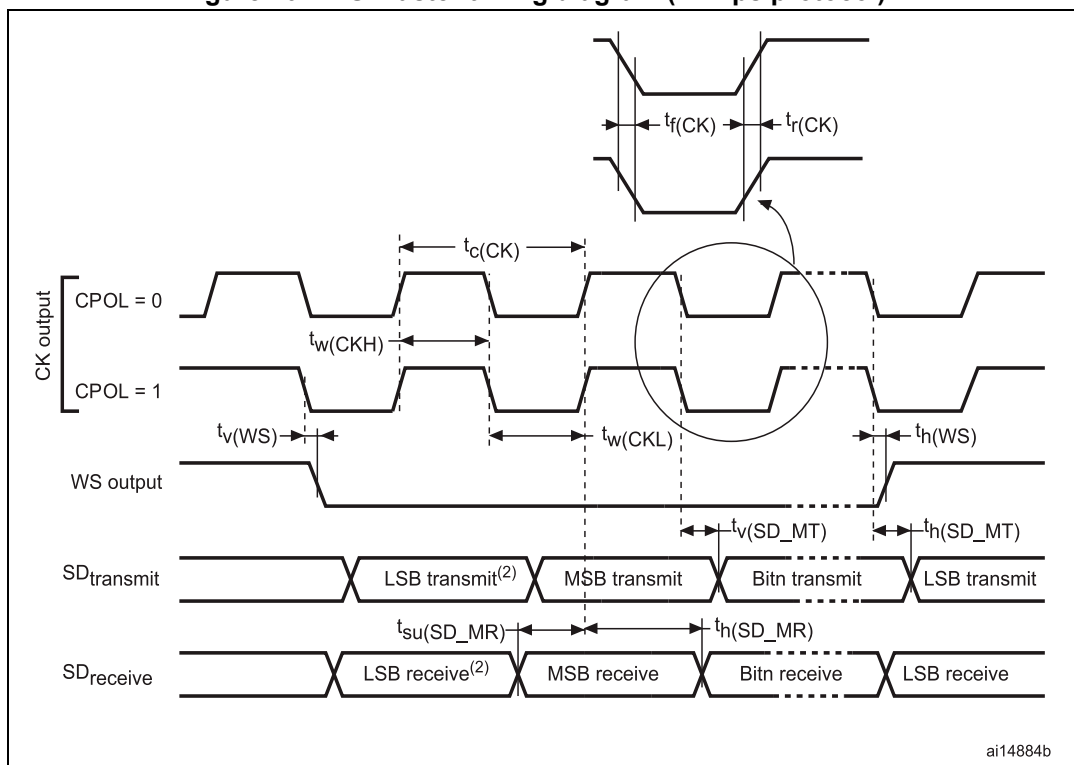 tf(CK)
tr(CK)
tc(CK)
CK output
CPOL = 0
tw(CKH)
CPOL = 1
tv(WS)
tw(CKL)
th(WS)
WS output
tv(SD_MT)
th(SD_MT)
SDtransmit
LSB transmit(2)
MSB transmit
Bitn transmit
LSB transmit
tsu(SD_MR)
th(SD_MR)
SDreceive
LSB receive(2)
MSB receive
Bitn receive
LSB receive
ai14884b